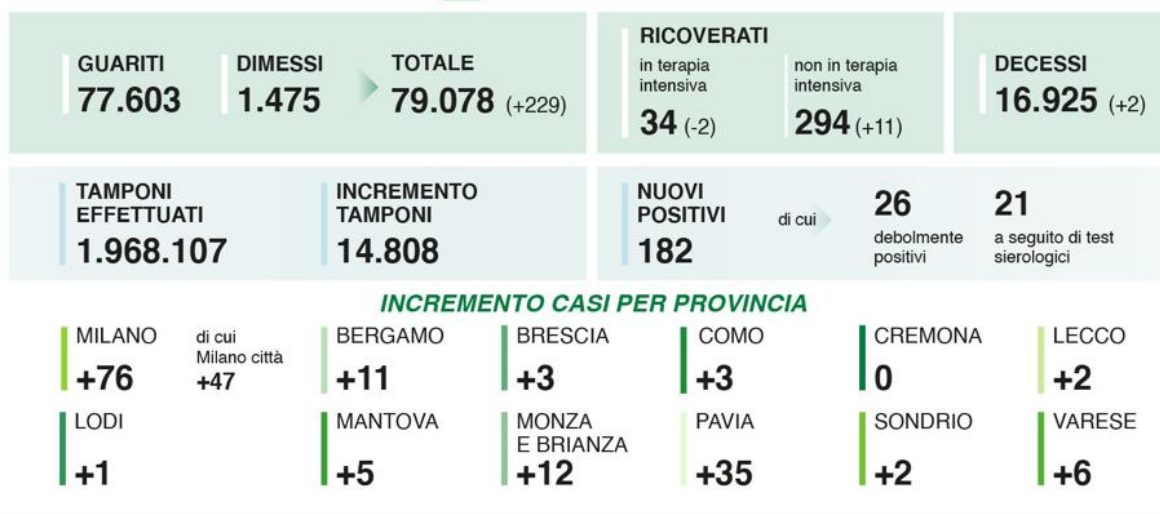 GUARITI
77.603
DIMESSI
1.475
TOTALE
79.078 (+229)
RICOVERATI
in terapia
intensiva
34 (-2)
non in terapia
intensiva
294 (+11)
DECESSI
16.925 (+2)
TAMPONI
EFFETTUATI
1.968.107
INCREMENTO
TAMPONI
14.808
NUOVI
POSITIVI
182
di cui
26
debolmente
positivi
21
a seguito di test
sierologici
INCREMENTO CASI PER PROVINCIA
MILANO
+76
di cui
Milano città
+47
BERGAMO
+11
BRESCIA
+3
COMO
+3
CREMONA
0
LECCO
+2
LODI
+1
MANTOVA
+5
MONZA
E BRIANZA
+12
PAVIA
+35
SONDRIO
+2
VARESE
+6